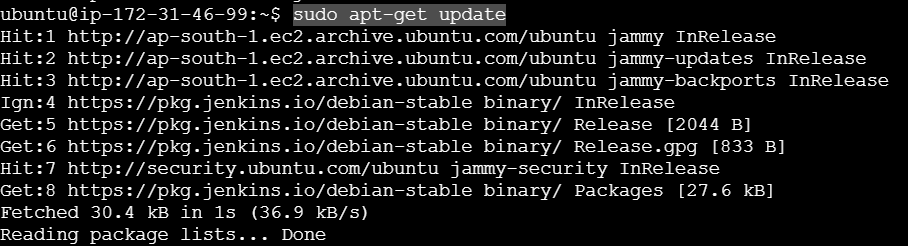 ubuntu@ip-172-31-46-99:~$ sudo apt-get update
Hit:1 http://ap-south-1.ec2.archive.ubuntu.com/ubuntu jammy InRelease
Hit:2 http://ap-south-1.ec2.archive.ubuntu.com/ubuntu jammy-updates InRelease
Hit:3 http://ap-south-1.ec2.archive.ubuntu.com/ubuntu jammy-backports InRelease
Ign:4 https://pkg.jenkins.io/debian-stable binary/ InRelease
Get:5 https://pkg.jenkins.io/debian-stable binary/ Release [2044 B]
Get:6 https://pkg.jenkins.io/debian-stable binary/ Release.gpg [833 B]
Hit:7 http://security.ubuntu.com/ubuntu jammy-security InRelease
Get:8 https://pkg.jenkins.io/debian-stable binary/ Packages [27.6 kB]
Fetched 30.4 kB in 1s (36.9 kB/s)
Reading package lists... Done